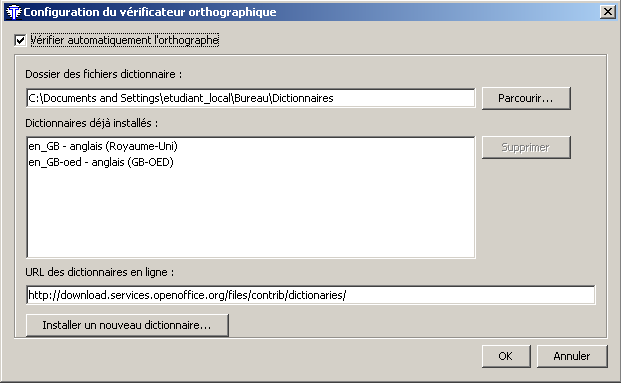 Configuration du vérificateur orthographique
Vérifier automatiquement l'orthographe
Dossier des fichiers dictionnaire :
C:\Documents and Settings\etudiant_local\Bureau\Dictionnaires
Parcourir...
Dictionnaires déjà installés :
en_GB - anglais (Royaume-Uni)
en_GB-oed - anglais (GB-OED)
Supprimer
URL des dictionnaires en ligne :
http://download.services.openoffice.org/files/contrib/dictionaries/
Installer un nouveau dictionnaire...
OK
Annuler